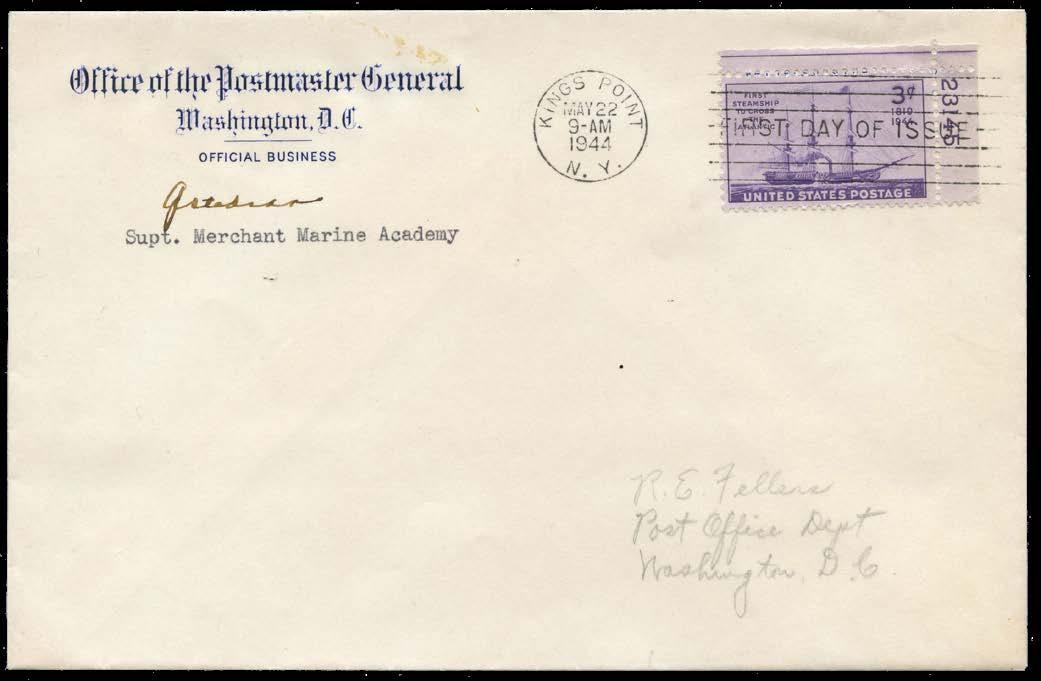 Office of the Postmaster General
Washington, D.C.
OFFICIAL BUSINESS
Supt. Merchant Marine Academy
KINGS POINT
MAY 22
9-AM
1944
N. Y.
FIRST DAY OF ISSUE
FIRST
STEAMSHIP
TO CROSS
THE
ATLANTIC
3¢
1819
1944
UNITED STATES POSTAGE
23145
R. E. Fellers
Post Office Dept
Washington, D.C.